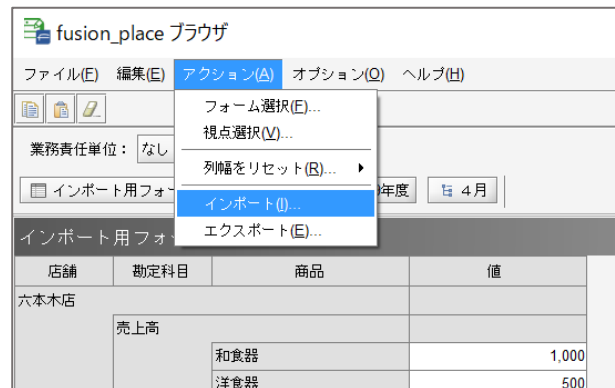 fusion_place ブラウザ
ファイル(F) 編集(E) アクション(A) オプション(O) ヘルプ(H)
フォーム選択(F)...
視点選択(V)...
業務責任単位： なし
列幅をリセット(R)...
インポート用フォー 年度 4月
インポート(I)...
エクスポート(E)...
インポート用フォ
店舗 勘定科目 商品 値
六本木店
売上高
和食器 1,000
洋食器 500